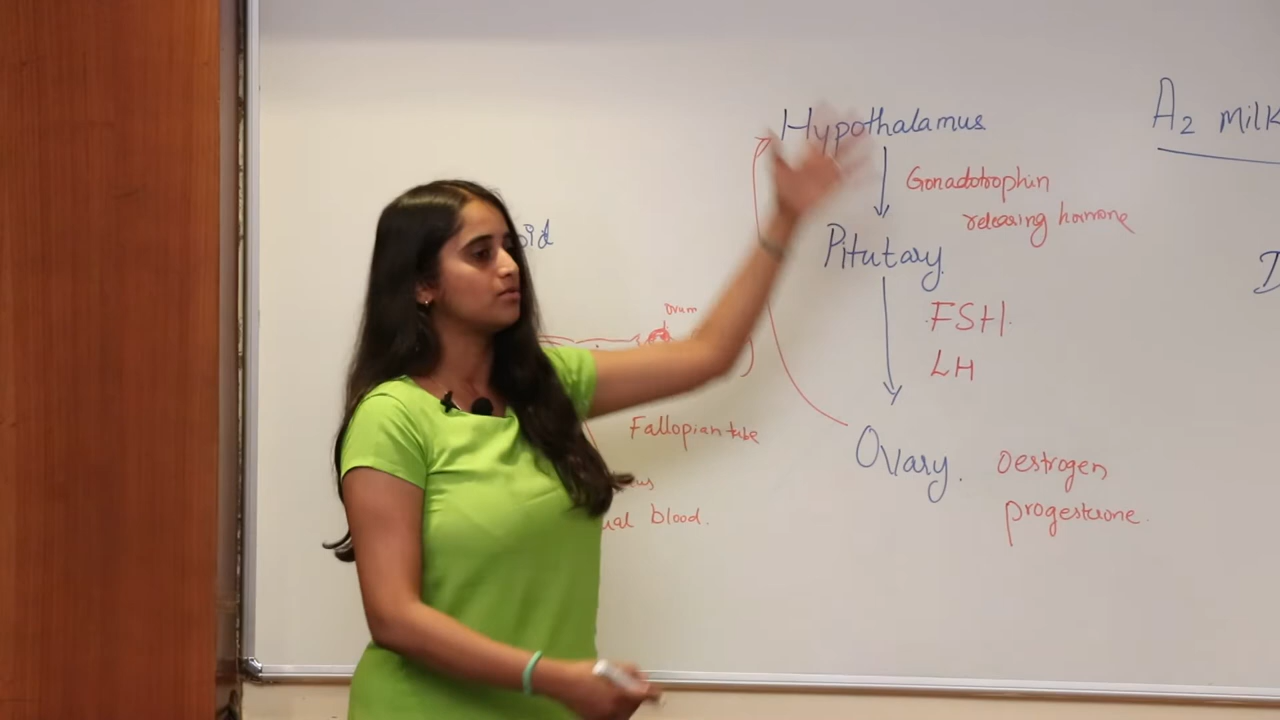 Hypothalamus
Gonadotrophin
releasing hormone
Pitutary
FSH
LH
Ovary.
Oestrogen
progesterone.
A2 Milk
ovum
Fallopian tube
blood.